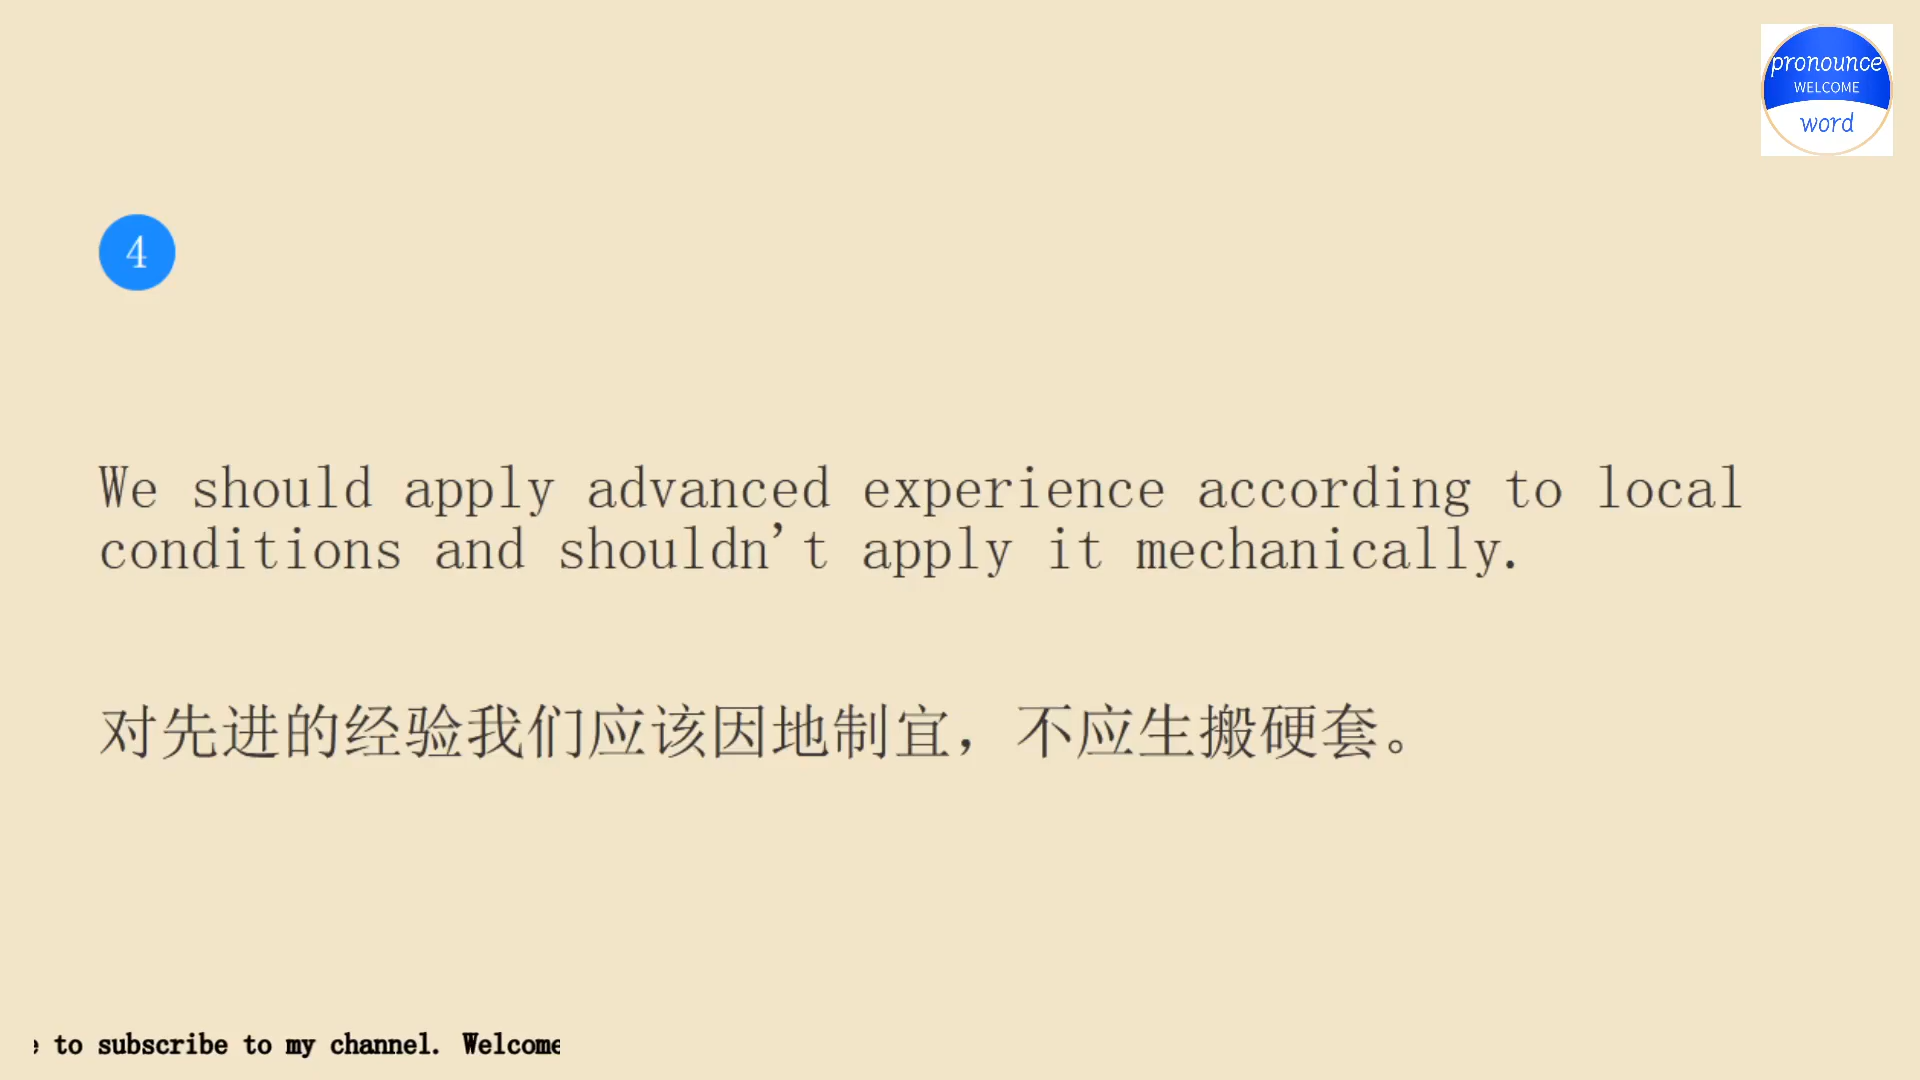 pronounce
WELCOME
word
4
We should apply advanced experience according to local
conditions and shouldn't apply it mechanically.
对先进的经验我们应该因地制宜，不应生搬硬套。
to subscribe to my channel. Welcome